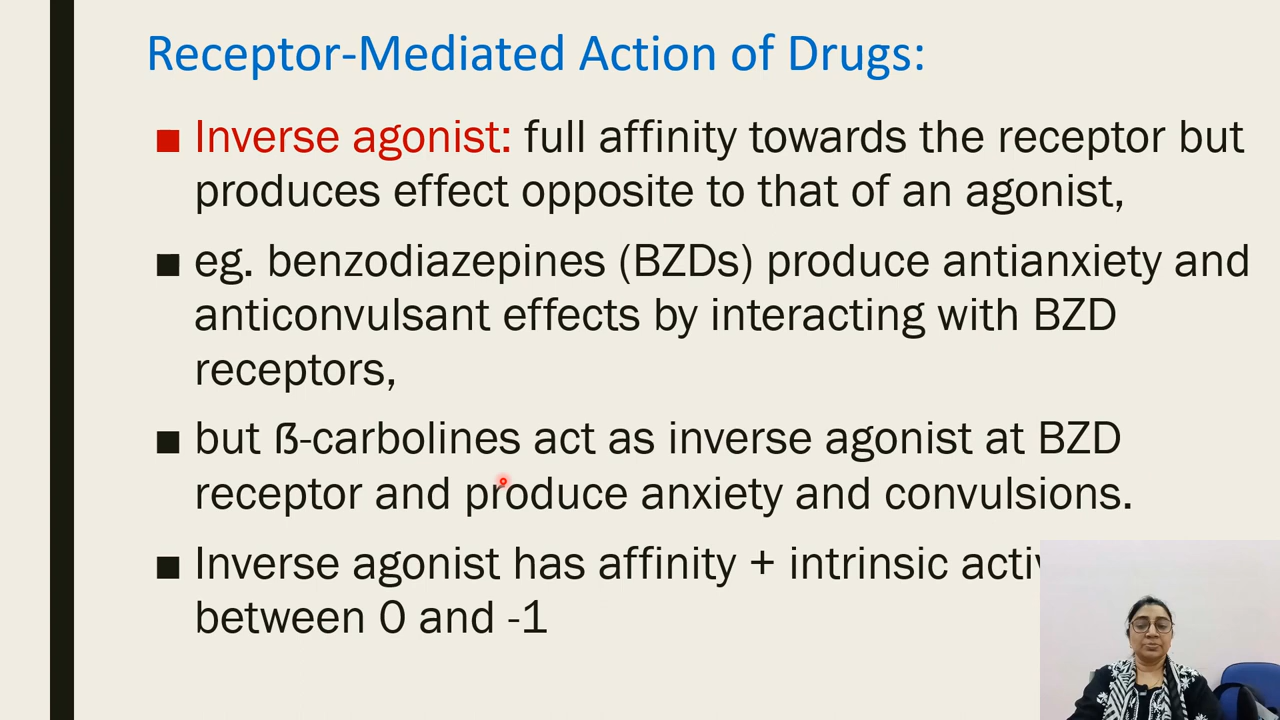 Receptor-Mediated Action of Drugs:
■ Inverse agonist: full affinity towards the receptor but
produces effect opposite to that of an agonist,
■ eg. benzodiazepines (BZDs) produce antianxiety and
anticonvulsant effects by interacting with BZD
receptors,
■ but ß-carbolines act as inverse agonist at BZD
receptor and produce anxiety and convulsions.
■ Inverse agonist has affinity + intrinsic
between 0 and -1